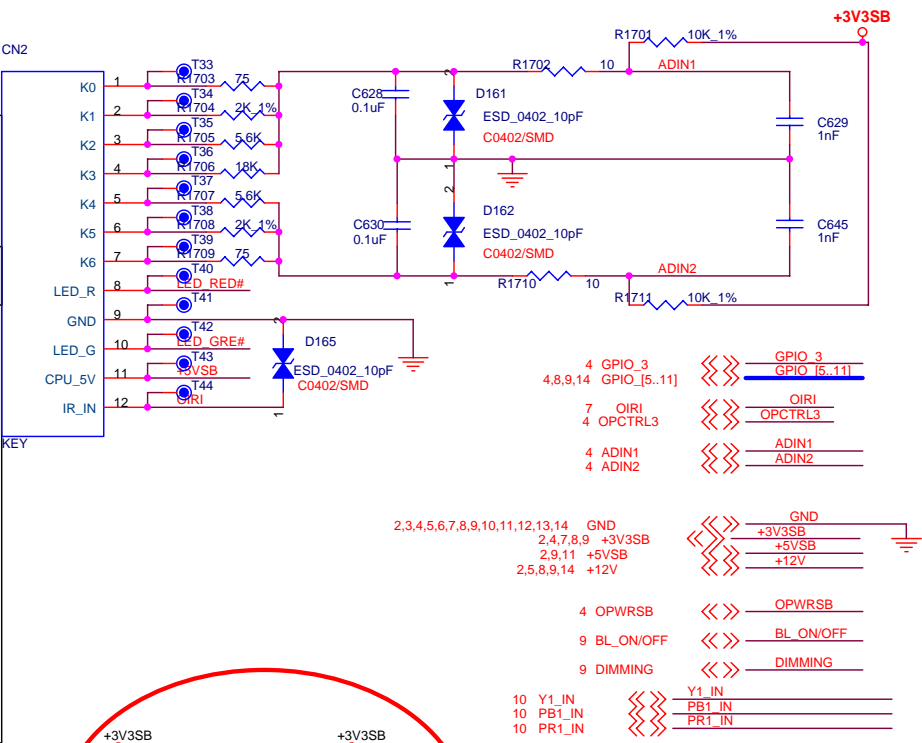 +3V3SB
CN2
R1701 10K_1%
K0 1 T33 R1703 75
R1702 10 ADIN1
K1 2 T34 R1704 2K_1%
C628 0.1uF
D161
ESD_0402_10pF
C0402/SMD
C629 1nF
K2 3 T35 R1705 5.6K
K3 4 T36 R1706 18K
2 1
K4 5 T37 R1707 5.6K
2 1
K5 6 T38 R1708 2K_1%
C630 0.1uF
D162
ESD_0402_10pF
C0402/SMD
C645 1nF
K6 7 T39 R1709 75
R1710 10 ADIN2
LED_R 8 T40 LED_RED#
R1711 10K_1%
GND 9 T41
LED_G 10 T42 LED_GRE#
2 1
D165
ESD_0402_10pF
C0402/SMD
CPU_5V 11 T43 +3VSB
IR_IN 12 T44 OIRI
KEY
4 GPIO_3 GPIO_3
4,8,9,14 GPIO_[5..11] GPIO_[5..11]
7 OIRI OIRI
4 OPCTRL3 OPCTRL3
4 ADIN1 ADIN1
4 ADIN2 ADIN2
2,3,4,5,6,7,8,9,10,11,12,13,14 GND GND
2,4,7,8,9 +3V3SB +3V3SB
2,9,11 +5VSB +5VSB
2,5,8,9,14 +12V +12V
4 OPWRSB OPWRSB
9 BL_ON/OFF BL_ON/OFF
9 DIMMING DIMMING
10 Y1_IN Y1_IN
10 PB1_IN PB1_IN
10 PR1_IN PR1_IN
+3V3SB +3V3SB